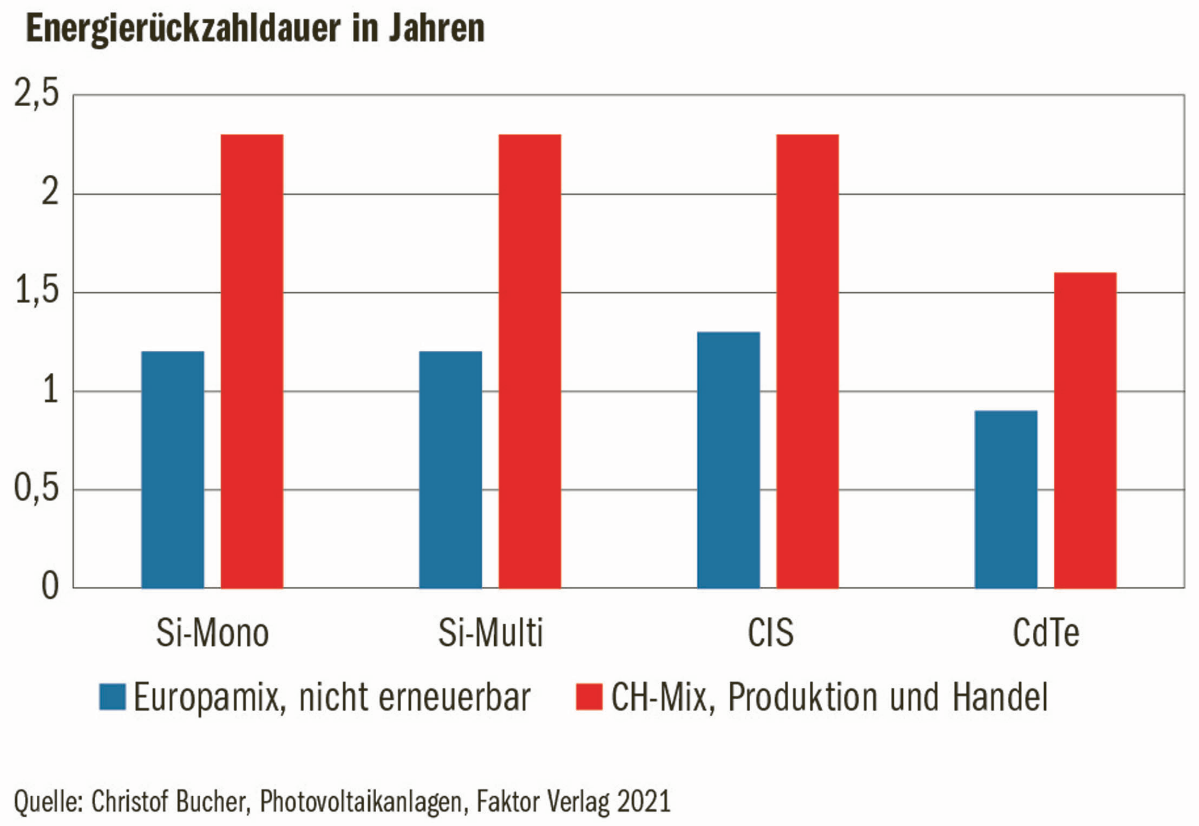 Energierückzahldauer in Jahren
2,5
2
1,5
1
0,5
0
Si-Mono Si-Multi CIS CdTe
Europamix, nicht erneuerbar CH-Mix, Produktion und Handel
Quelle: Christof Bucher, Photovoltaikanlagen, Faktor Verlag 2021